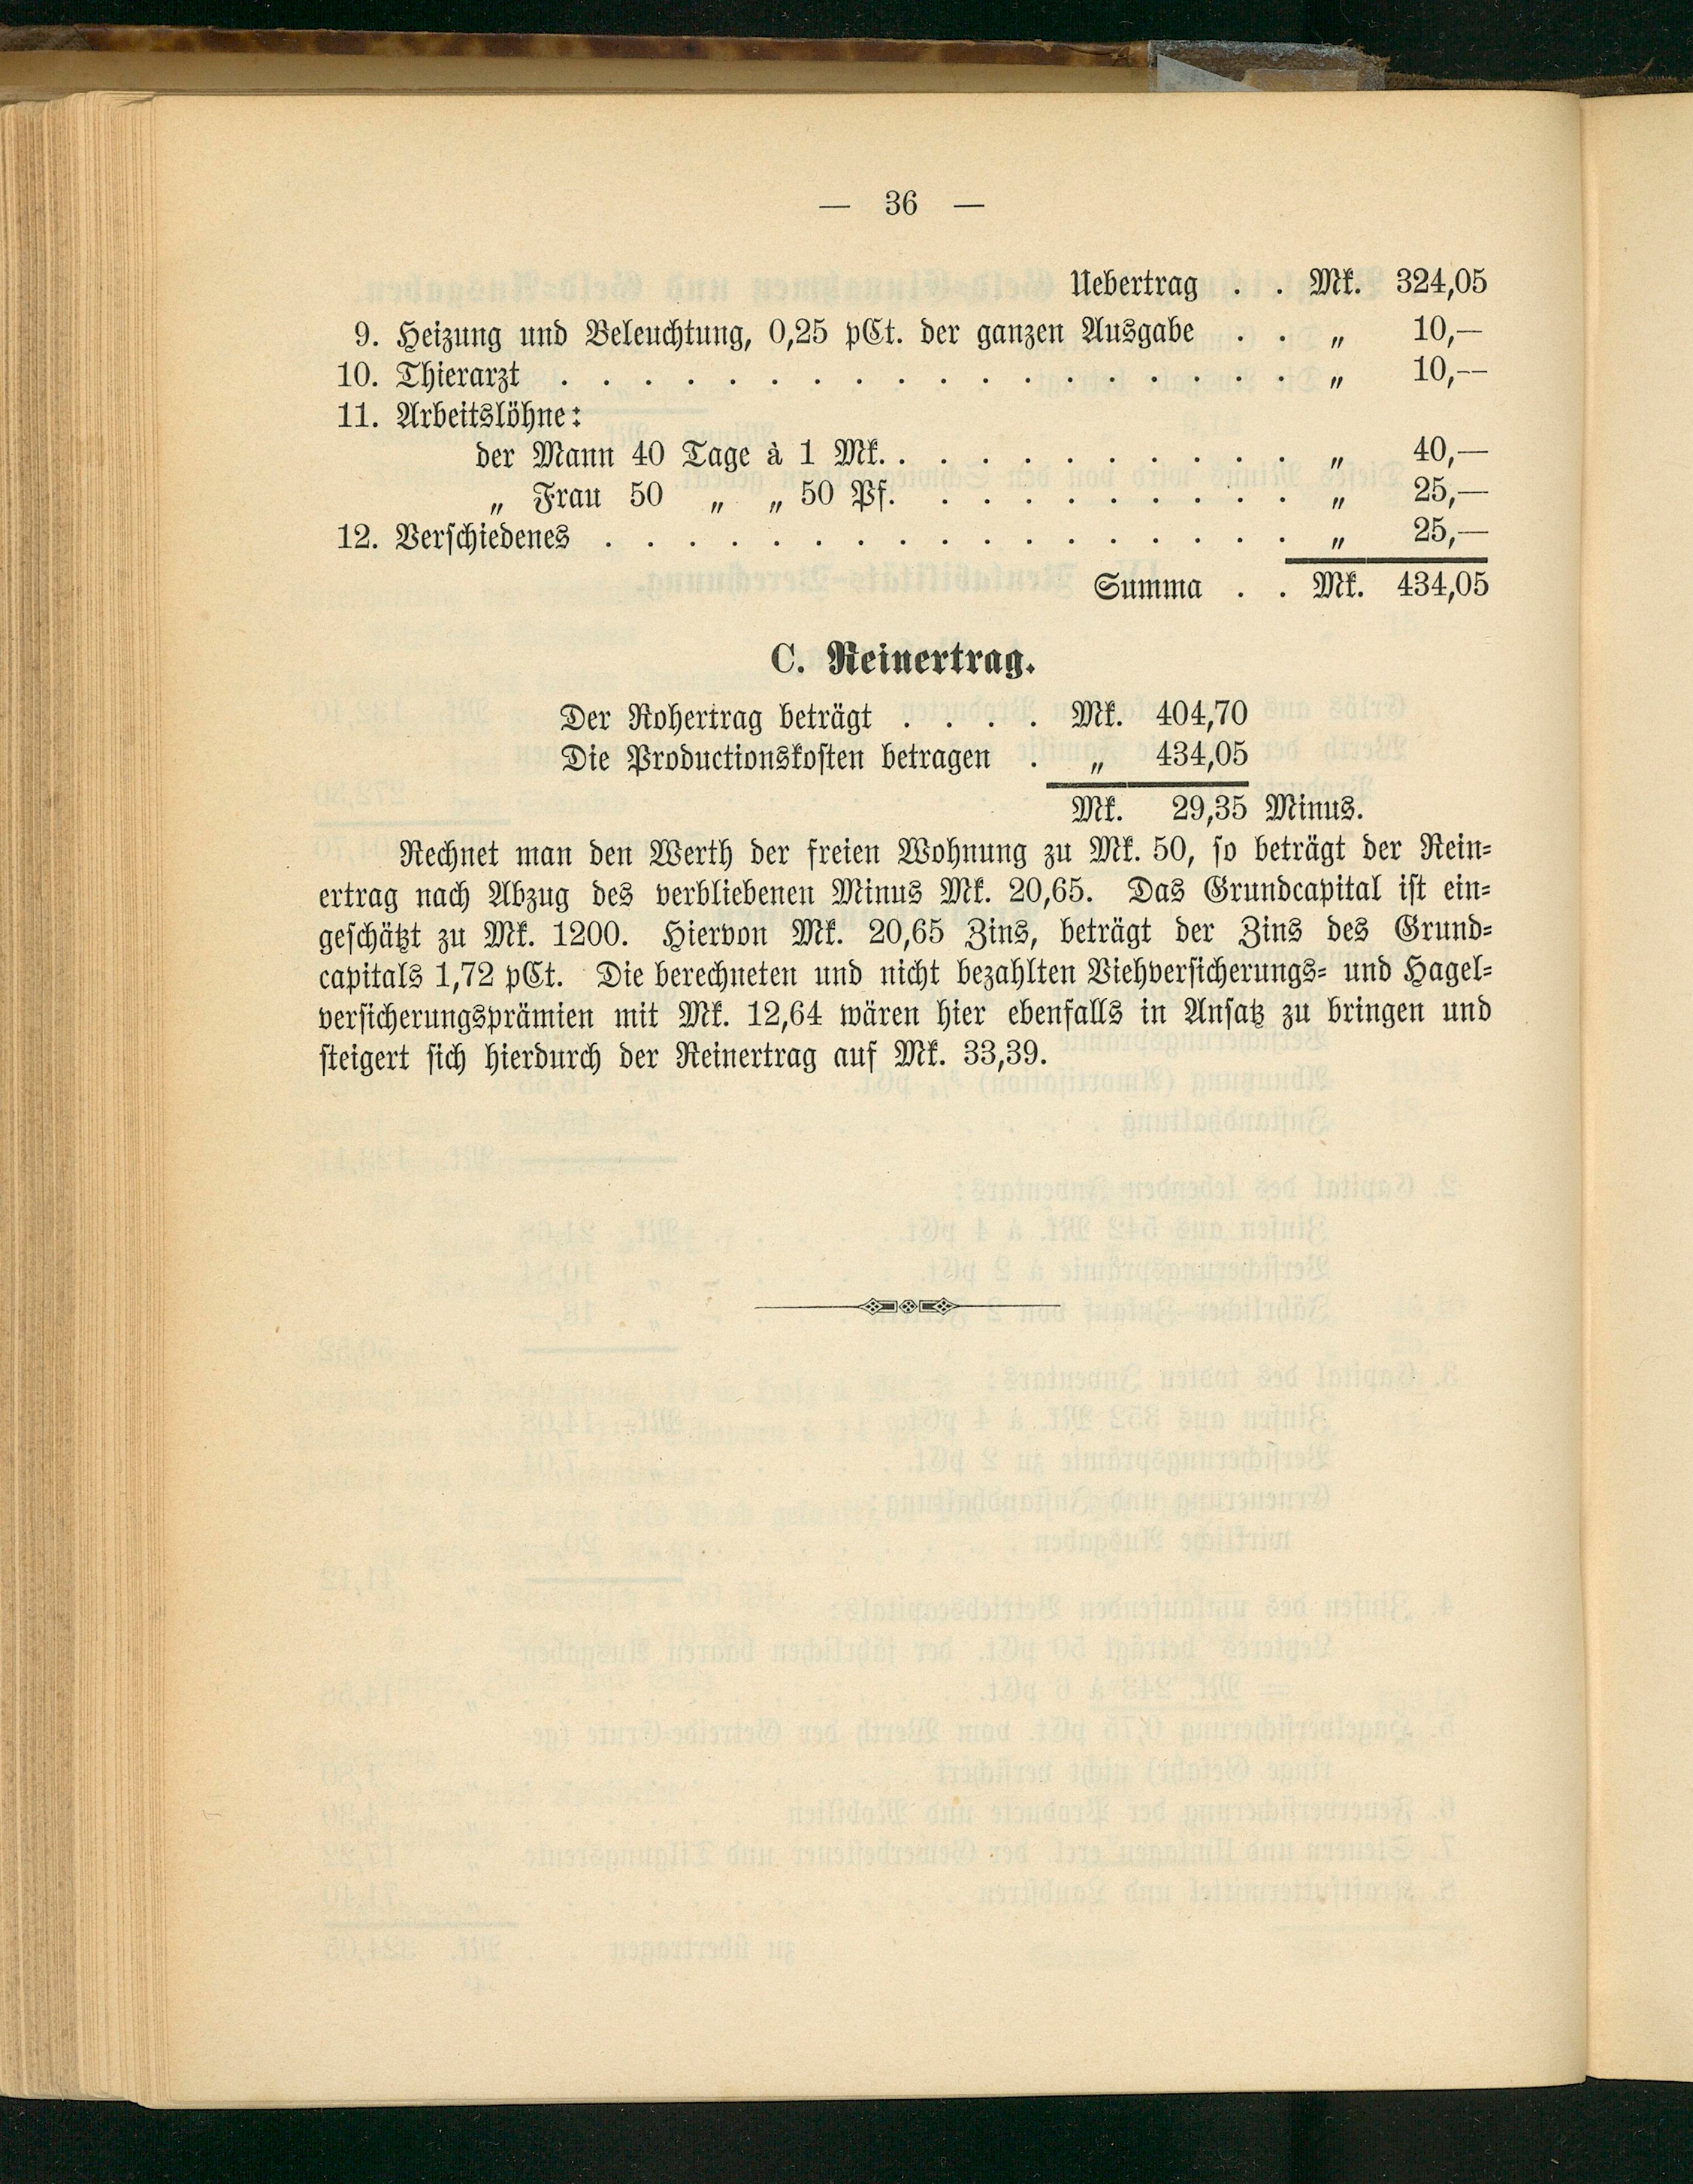 — 36 —
Uebertrag . . Mk. 324,05
9. Heizung und Beleuchtung, 0,25 pCt. der ganzen Ausgabe . . „ 10,—
10. Thierarzt . . . . . . . . . . . . . . . . . . „ 10,—
11. Arbeitslöhne:
der Mann 40 Tage à 1 Mk. . . . . . . . . . . „ 40,—
„ Frau 50 „ „ 50 Pf. . . . . . . . . . „ 25,—
12. Verschiedenes . . . . . . . . . . . . . . . . . „ 25,—
Summa . . Mk. 434,05
C. Reinertrag.
Der Rohertrag beträgt . . . . Mk. 404,70
Die Productionskosten betragen . „ 434,05
Mk. 29,35 Minus.
Rechnet man den Werth der freien Wohnung zu Mk. 50, so beträgt der Rein-
ertrag nach Abzug des verbliebenen Minus Mk. 20,65. Das Grundcapital ist ein-
geschätzt zu Mk. 1200. Hiervon Mk. 20,65 Zins, beträgt der Zins des Grund-
capitals 1,72 pCt. Die berechneten und nicht bezahlten Viehversicherungs- und Hagel-
versicherungsprämien mit Mk. 12,64 wären hier ebenfalls in Ansatz zu bringen und
steigert sich hierdurch der Reinertrag auf Mk. 33,39.